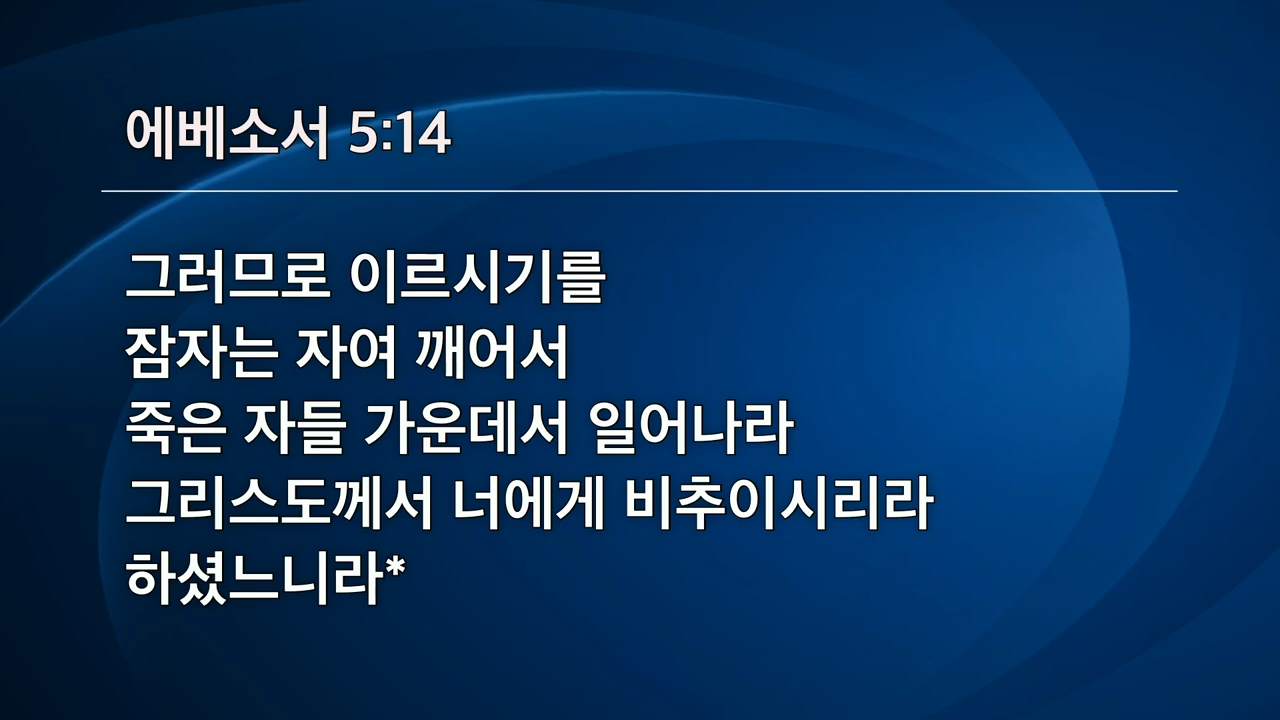 에베소서 5:14
그러므로 이르시기를
잠자는 자여 깨어서
죽은 자들 가운데서 일어나라
그리스도께서 너에게 비추이시리라
하셨느니라*